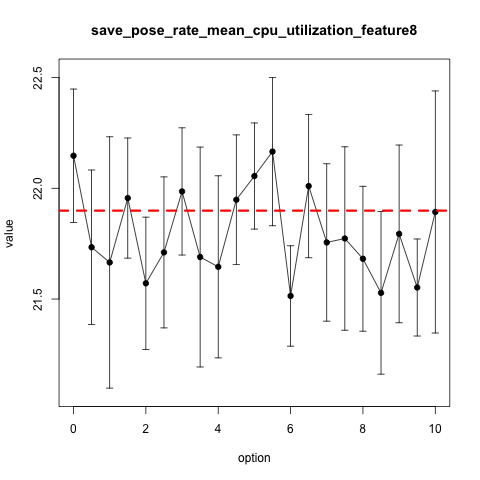 save_pose_rate_mean_cpu_utilization_feature8
22.5
22.0
21.5
value
0 2 4 6 8 10
option